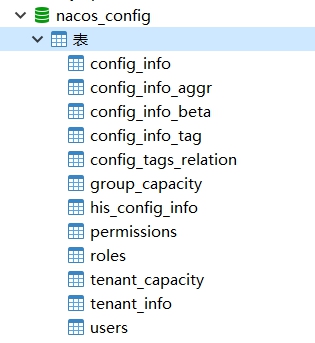 nacos_config
表
config_info
config_info_aggr
config_info_beta
config_info_tag
config_tags_relation
group_capacity
his_config_info
permissions
roles
tenant_capacity
tenant_info
users